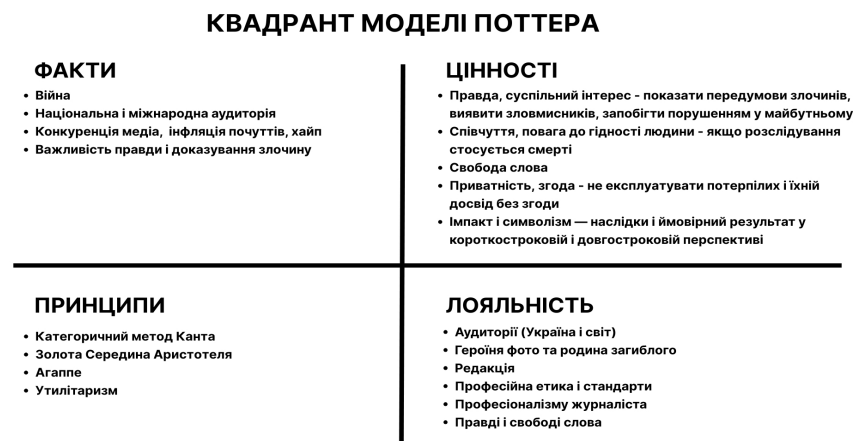 КВАДРАНТ МОДЕЛІ ПОТТЕРА
ФАКТИ
• Війна
• Національна і міжнародна аудиторія
• Конкуренція медіа, інфляція почуттів, хайп
• Важливість правди і доказування злочину
ЦІННОСТІ
• Правда, суспільний інтерес - показати передумови злочинів,
виявити зловмисників, запобігти порушенням у майбутньому
• Співчуття, повага до гідності людини - якщо розслідування
стосується смерті
• Свобода слова
• Приватність, згода - не експлуатувати потерпілих і їхній
досвід без згоди
• Імпакт і символізм — наслідки і ймовірний результат у
короткостроковій і довгостроковій перспективі
ПРИНЦИПИ
• Категоричний метод Канта
• Золота Середина Аристотеля
• Агаппе
• Утилітаризм
ЛОЯЛЬНІСТЬ
• Аудиторії (Україна і світ)
• Героїня фото та родина загиблого
• Редакція
• Професійна етика і стандарти
• Професіоналізму журналіста
• Правді і свободі слова